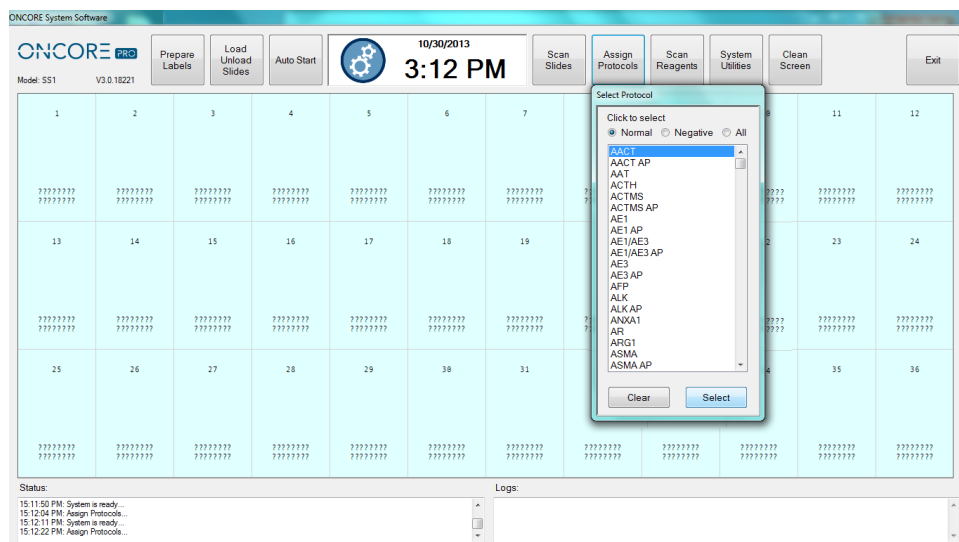 ONCORE System Software
ONCORE PRO
Model: SS1 V3.0.18221
Prepare Labels
Load Unload Slides
Auto Start
10/30/2013
3:12 PM
Scan Slides
Assign Protocols
Scan Reagents
System Utilities
Clean Screen
Exit
1 2 3 4 5 6 7 11 12
???????? ???????? ???????? ???????? ???????? ???????? ???????? ???????? ????????
???????? ???????? ???????? ???????? ???????? ???????? ???????? ???????? ????????
13 14 15 16 17 18 19 23 24
???????? ???????? ???????? ???????? ???????? ???????? ???????? ???????? ????????
???????? ???????? ???????? ???????? ???????? ???????? ???????? ???????? ????????
25 26 27 28 29 30 31 35 36
???????? ???????? ???????? ???????? ???????? ???????? ???????? ???????? ???????? ???????? ???????? ????????
???????? ???????? ???????? ???????? ???????? ???????? ???????? ???????? ???????? ???????? ???????? ????????
Select Protocol
Click to select
Normal Negative All
AACT
AACT AP
AAT
ACTH
ACTMS
ACTMS AP
AE1
AE1 AP
AE1/AE3
AE1/AE3 AP
AE3
AE3 AP
AFP
ALK
ALK AP
ANXA1
AR
ARG1
ASMA
ASMA AP
Clear Select
Status:
15:11:50 PM: System is ready...
15:12:04 PM: Assign Protocols...
15:12:11 PM: System is ready...
15:12:22 PM: Assign Protocols...
Logs: